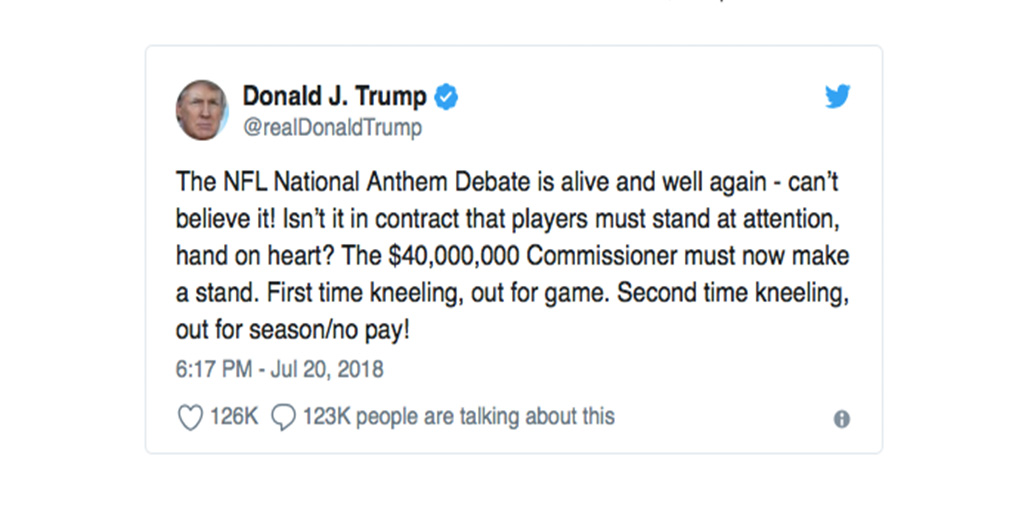 Donald J. Trump
@realDonaldTrump
The NFL National Anthem Debate is alive and well again - can't
believe it! Isn't it in contract that players must stand at attention,
hand on heart? The $40,000,000 Commissioner must now make
a stand. First time kneeling, out for game. Second time kneeling,
out for season/no pay!
6:17 PM - Jul 20, 2018
126K 123K people are talking about this